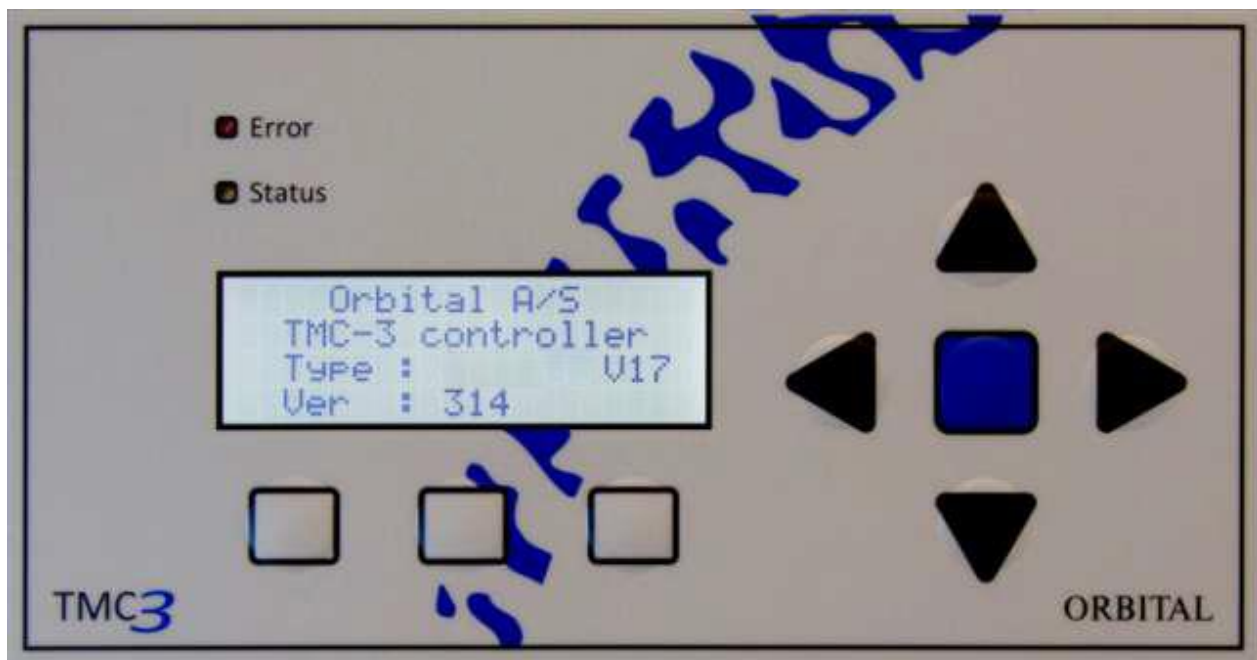 Error
Status
Orbital A/S
TMC-3 controller
Type : V17
Ver : 314
TMC3
ORBITAL